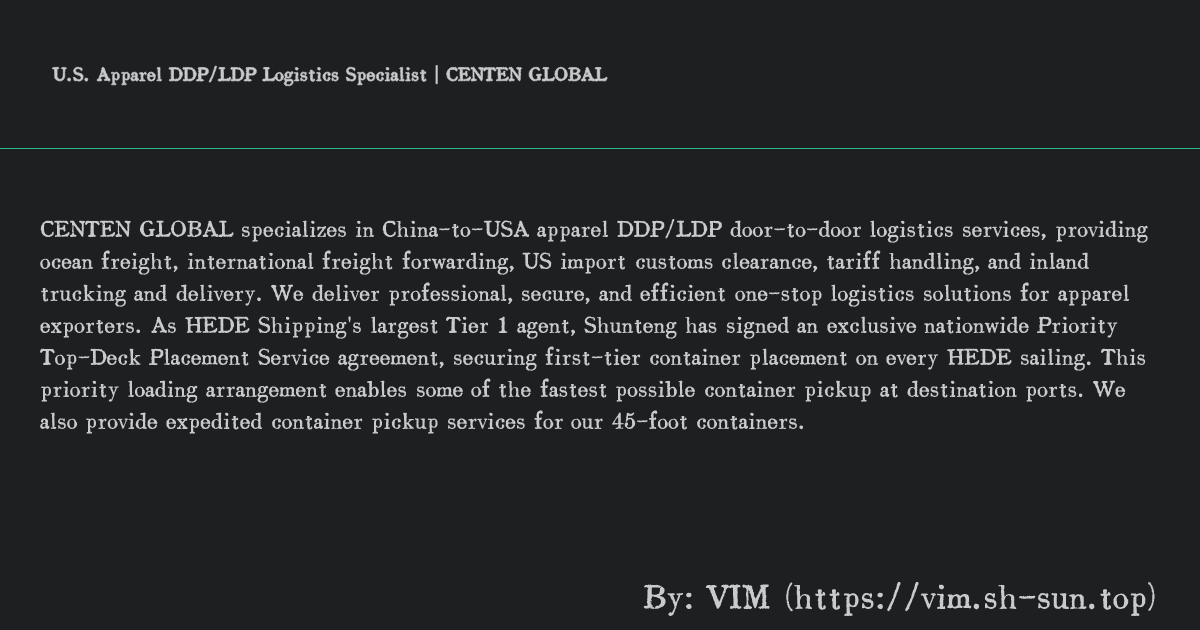 U.S. Apparel DDP/LDP Logistics Specialist | CENTEN GLOBAL
CENTEN GLOBAL specializes in China-to-USA apparel DDP/LDP door-to-door logistics services, providing
ocean freight, international freight forwarding, US import customs clearance, tariff handling, and inland
trucking and delivery. We deliver professional, secure, and efficient one-stop logistics solutions for apparel
exporters. As HEDE Shipping's largest Tier 1 agent, Shunteng has signed an exclusive nationwide Priority
Top-Deck Placement Service agreement, securing first-tier container placement on every HEDE sailing. This
priority loading arrangement enables some of the fastest possible container pickup at destination ports. We
also provide expedited container pickup services for our 45-foot containers.
By: VIM (https://vim.sh-sun.top)